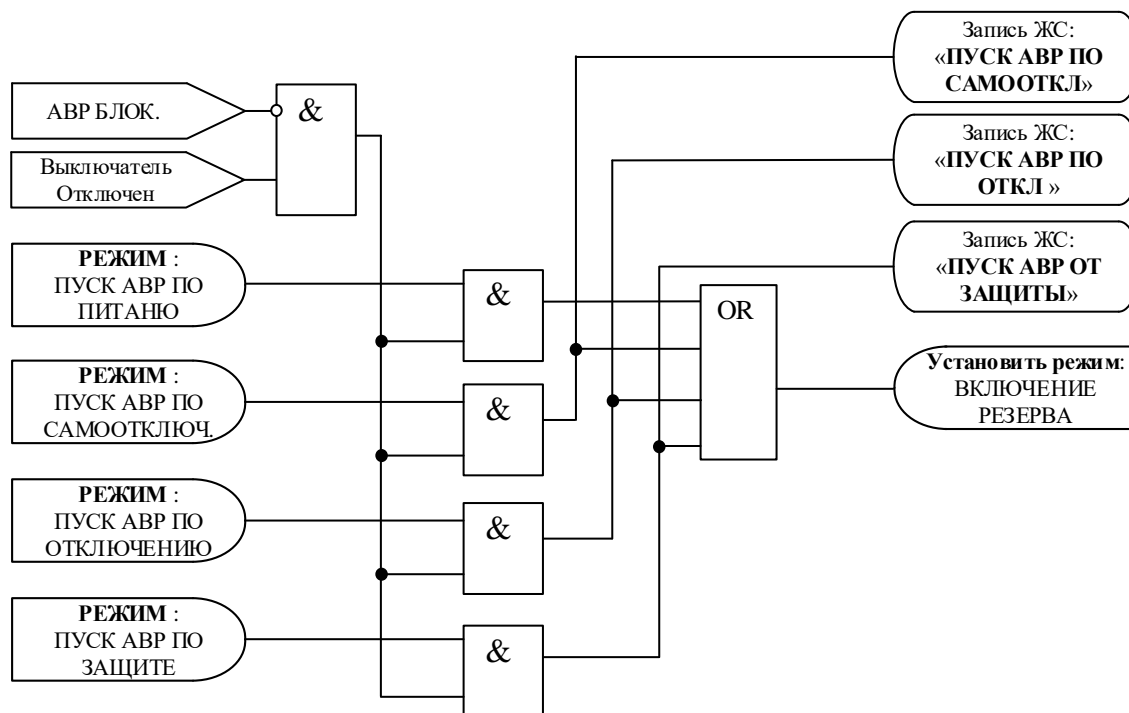 АВР БЛОК.
Выключатель
Отключен
&
РЕЖИМ :
ПУСК АВР ПО
ПИТАНЮ
РЕЖИМ :
ПУСК АВР ПО
САМООТКЛЮЧ.
РЕЖИМ :
ПУСК АВР ПО
ОТКЛЮЧЕНИЮ
РЕЖИМ :
ПУСК АВР ПО
ЗАЩИТЕ
&
&
&
&
OR
Запись ЖС:
«ПУСК АВР ПО
САМООТКЛ»
Запись ЖС:
«ПУСК АВР ПО
ОТКЛ »
Запись ЖС:
«ПУСК АВР ОТ
ЗАЩИТЫ»
Установить режим:
ВКЛЮЧЕНИЕ
РЕЗЕРВА